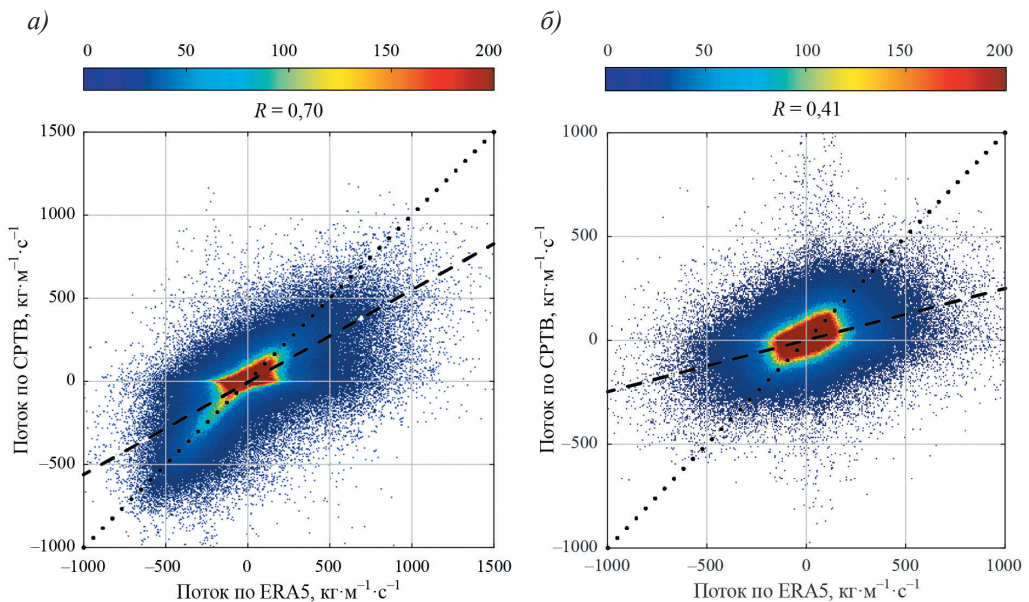 а)
0 50 100 150 200
R = 0,70
1500
1000
500
0
–500
–1000
–1000 –500 0 500 1000 1500
Поток по СРТВ, кг·м⁻¹·с⁻¹
Поток по ERA5, кг·м⁻¹·с⁻¹
б)
0 50 100 150 200
R = 0,41
1000
500
0
–500
–1000
–1000 –500 0 500 1000
Поток по СРТВ, кг·м⁻¹·с⁻¹
Поток по ERA5, кг·м⁻¹·с⁻¹